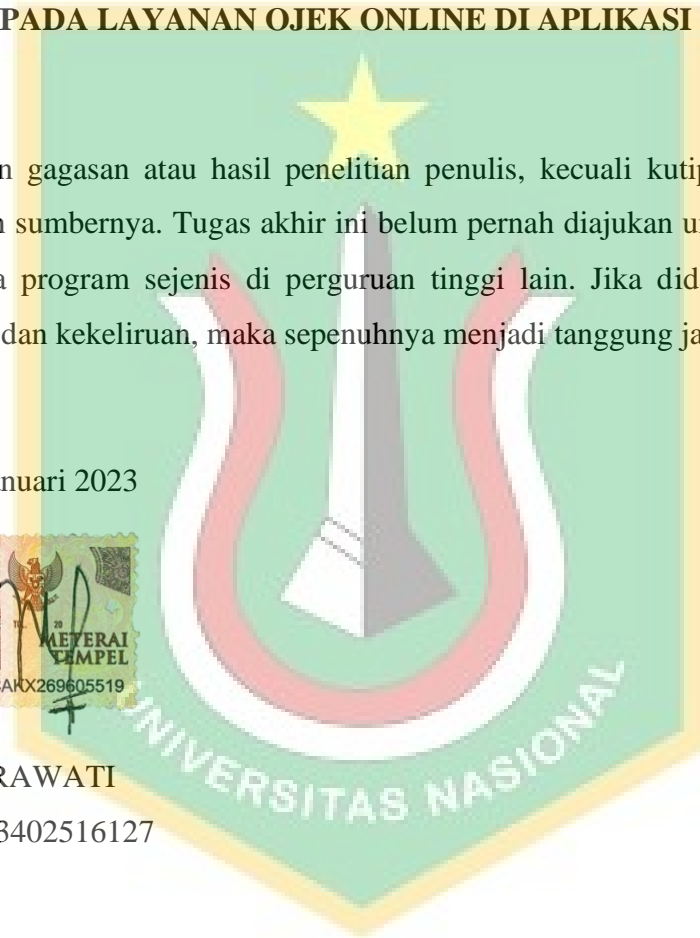 PADA LAYANAN OJEK ONLINE DI APLIKASI
n gagasan atau hasil penelitian penulis, kecuali kutip
n sumbernya. Tugas akhir ini belum pernah diajukan u
a program sejenis di perguruan tinggi lain. Jika did
dan kekeliruan, maka sepenuhnya menjadi tanggung ja
nuari 2023
TGL. 20
METERAI
TEMPEL
AKX269605519
RAWATI
3402516127
UNIVERSITAS NASIONAL